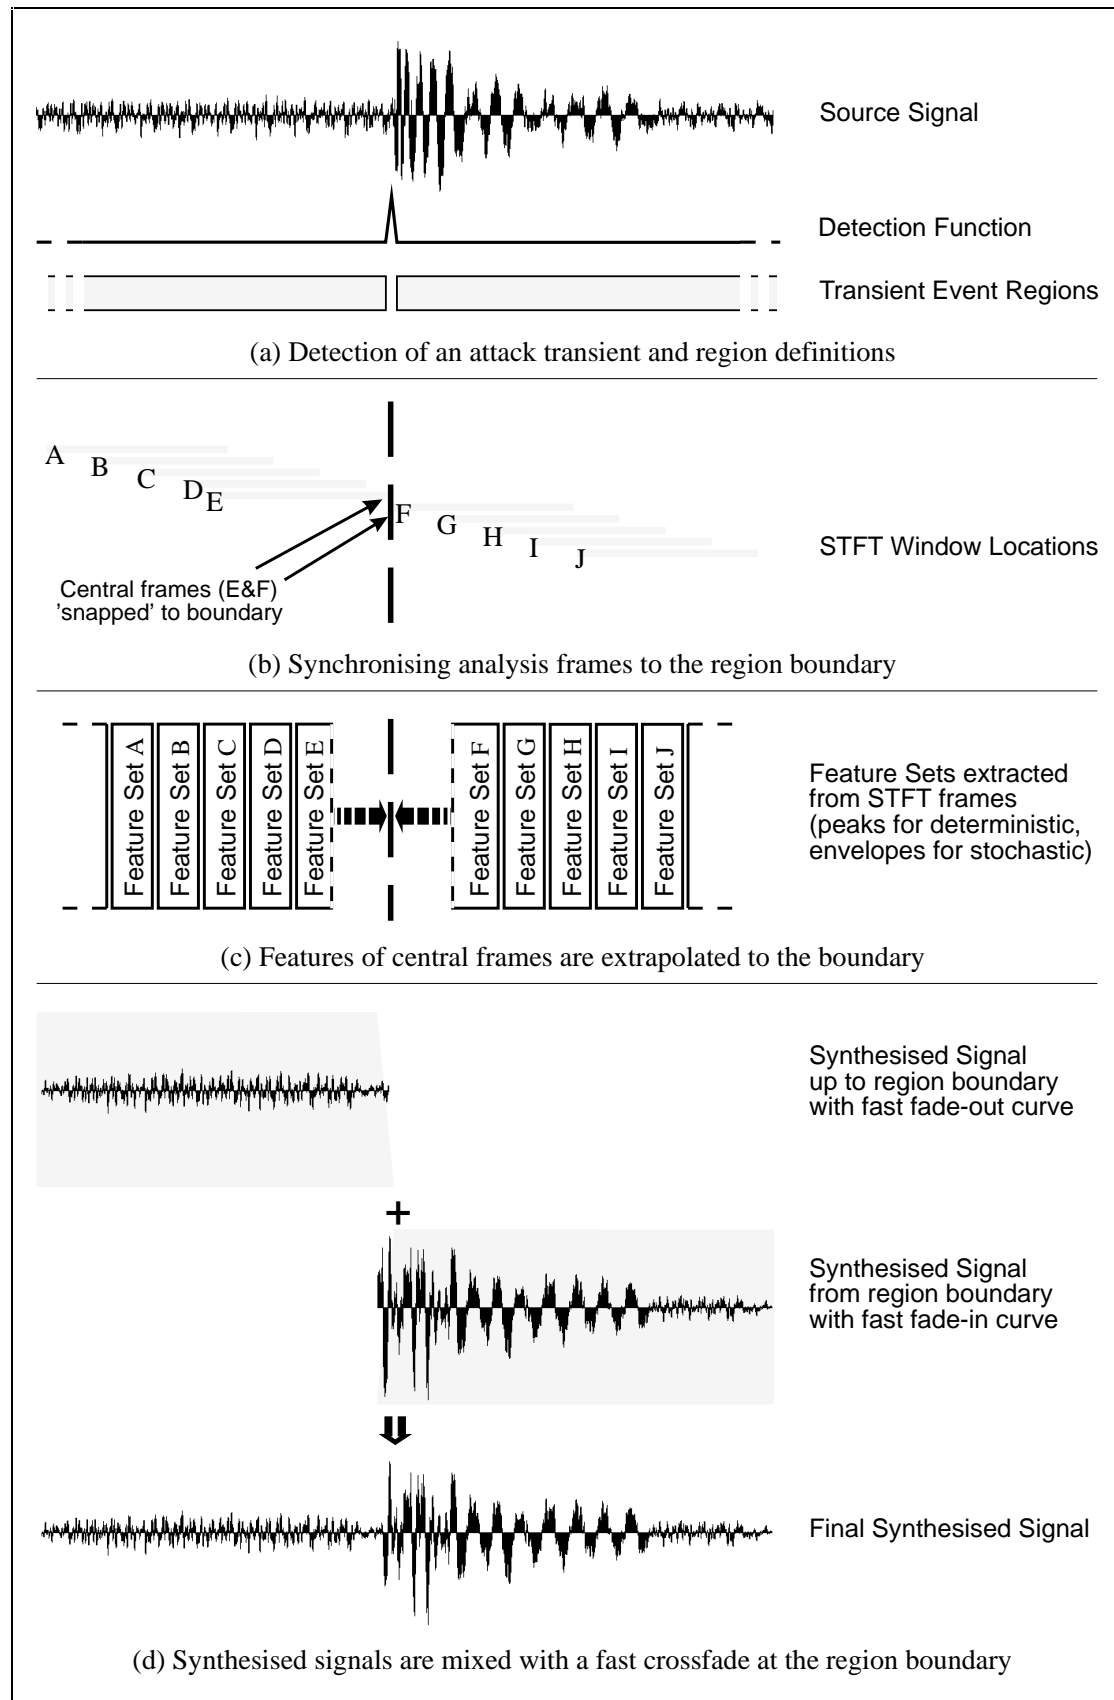 Source Signal
Detection Function
Transient Event Regions
(a) Detection of an attack transient and region definitions
A
B
C
D
E
F
G
H
I
J
STFT Window Locations
Central frames (E&F)
'snapped' to boundary
(b) Synchronising analysis frames to the region boundary
Feature Set A
Feature Set B
Feature Set C
Feature Set D
Feature Set E
Feature Set F
Feature Set G
Feature Set H
Feature Set I
Feature Set J
Feature Sets extracted
from STFT frames
(peaks for deterministic,
envelopes for stochastic)
(c) Features of central frames are extrapolated to the boundary
Synthesised Signal
up to region boundary
with fast fade-out curve
+
Synthesised Signal
from region boundary
with fast fade-in curve
Final Synthesised Signal
(d) Synthesised signals are mixed with a fast crossfade at the region boundary